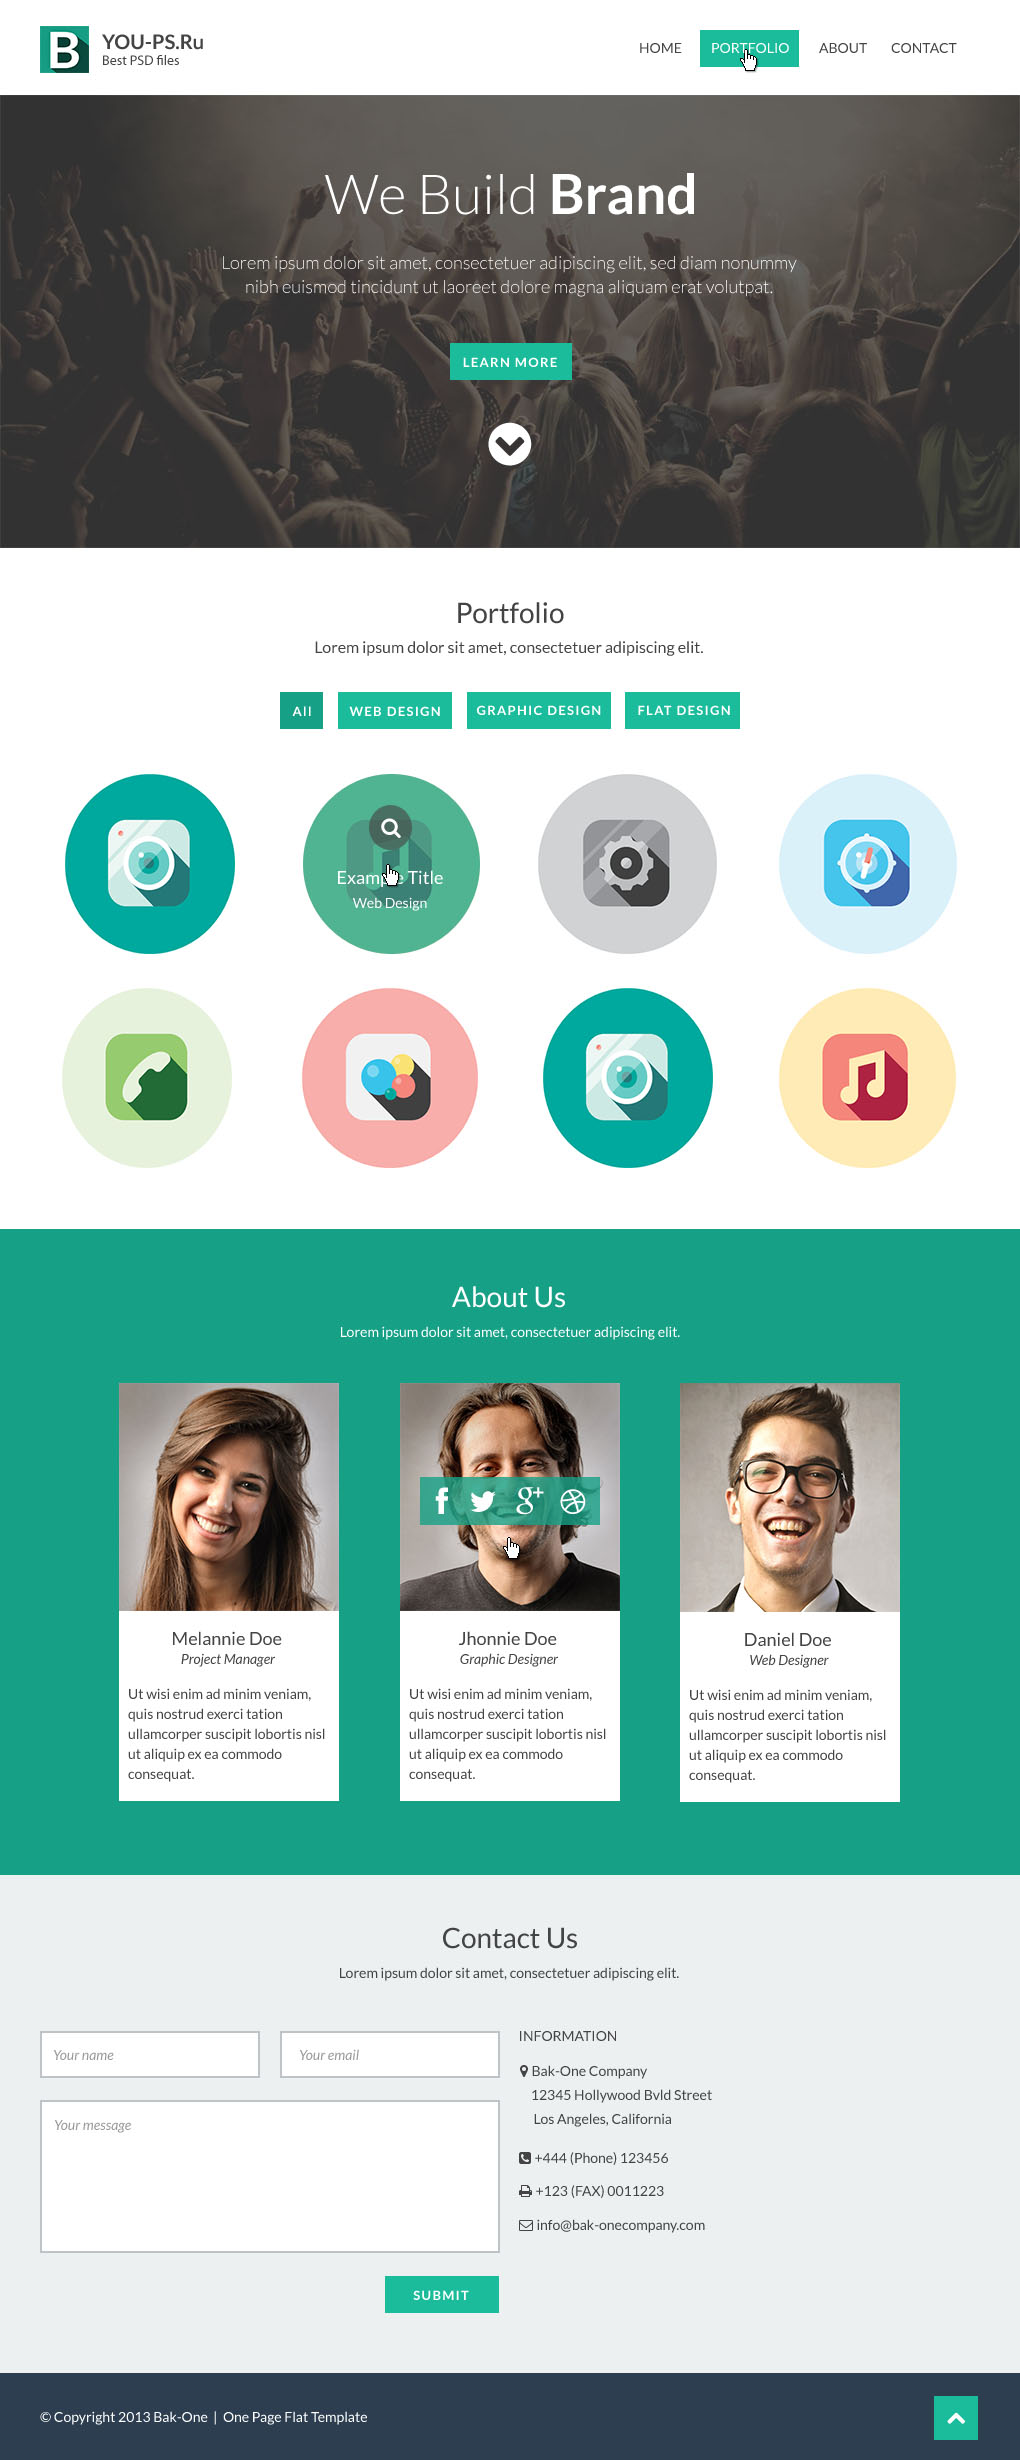 B
YOU-PS.Ru
Best PSD files
HOME
PORTFOLIO
ABOUT
CONTACT
We Build Brand
Lorem ipsum dolor sit amet, consectetuer adipiscing elit, sed diam nonummy
nibh euismod tincidunt ut laoreet dolore magna aliquam erat volutpat.
LEARN MORE
Portfolio
Lorem ipsum dolor sit amet, consectetuer adipiscing elit.
All
WEB DESIGN
GRAPHIC DESIGN
FLAT DESIGN
Example Title
Web Design
About Us
Lorem ipsum dolor sit amet, consectetuer adipiscing elit.
Melannie Doe
Project Manager
Ut wisi enim ad minim veniam,
quis nostrud exerci tation
ullamcorper suscipit lobortis nisl
ut aliquip ex ea commodo
consequat.
Jhonnie Doe
Graphic Designer
Ut wisi enim ad minim veniam,
quis nostrud exerci tation
ullamcorper suscipit lobortis nisl
ut aliquip ex ea commodo
consequat.
Daniel Doe
Web Designer
Ut wisi enim ad minim veniam,
quis nostrud exerci tation
ullamcorper suscipit lobortis nisl
ut aliquip ex ea commodo
consequat.
Contact Us
Lorem ipsum dolor sit amet, consectetuer adipiscing elit.
Your name
Your email
Your message
SUBMIT
INFORMATION
Bak-One Company
12345 Hollywood Bvld Street
Los Angeles, California
+444 (Phone) 123456
+123 (FAX) 0011223
info@bak-onecompany.com
© Copyright 2013 Bak-One | One Page Flat Template